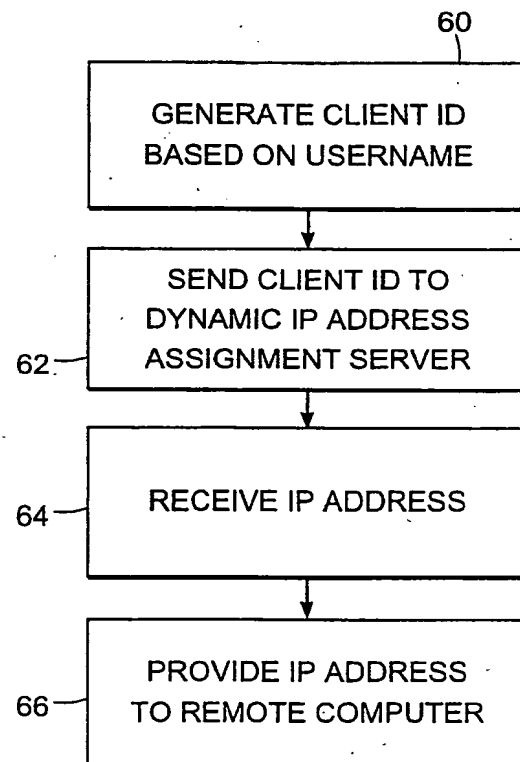 60
GENERATE CLIENT ID
BASED ON USERNAME
SEND CLIENT ID TO
DYNAMIC IP ADDRESS
ASSIGNMENT SERVER
62
RECEIVE IP ADDRESS
64
PROVIDE IP ADDRESS
TO REMOTE COMPUTER
66